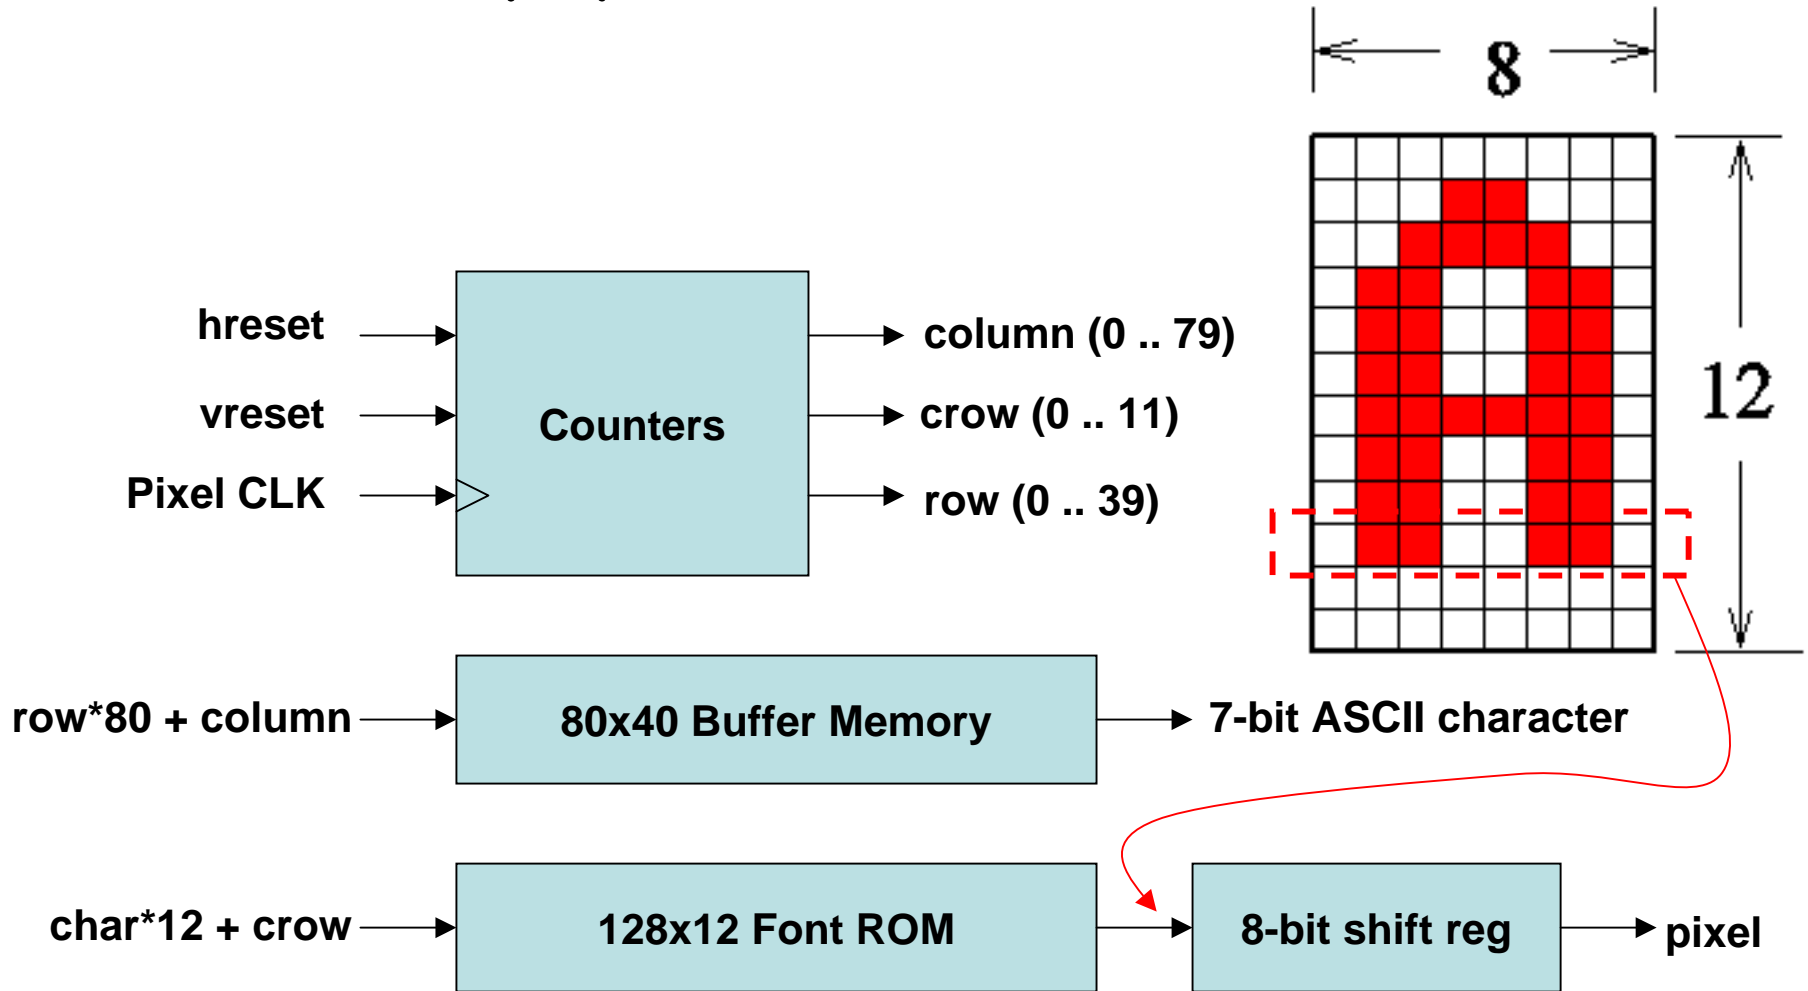 8
12
hreset
vreset
Pixel CLK
Counters
column (0 .. 79)
crow (0 .. 11)
row (0 .. 39)
row*80 + column
80x40 Buffer Memory
7-bit ASCII character
char*12 + crow
128x12 Font ROM
8-bit shift reg
pixel